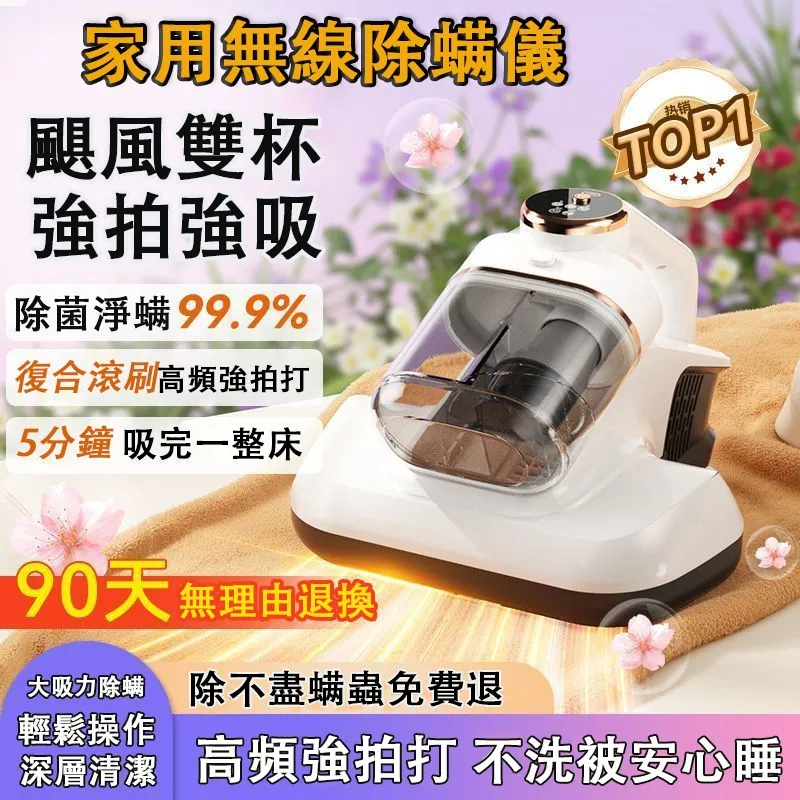 家用無線除螨儀
热销
TOP1
颶風雙杯
強拍強吸
除菌淨螨99.9%
復合滾刷高頻強拍打
5分鐘 吸完一整床
90天無理由退換
大吸力除螨
輕鬆操作
深層清潔
除不盡螨蟲免費退
高頻強拍打 不洗被安心睡